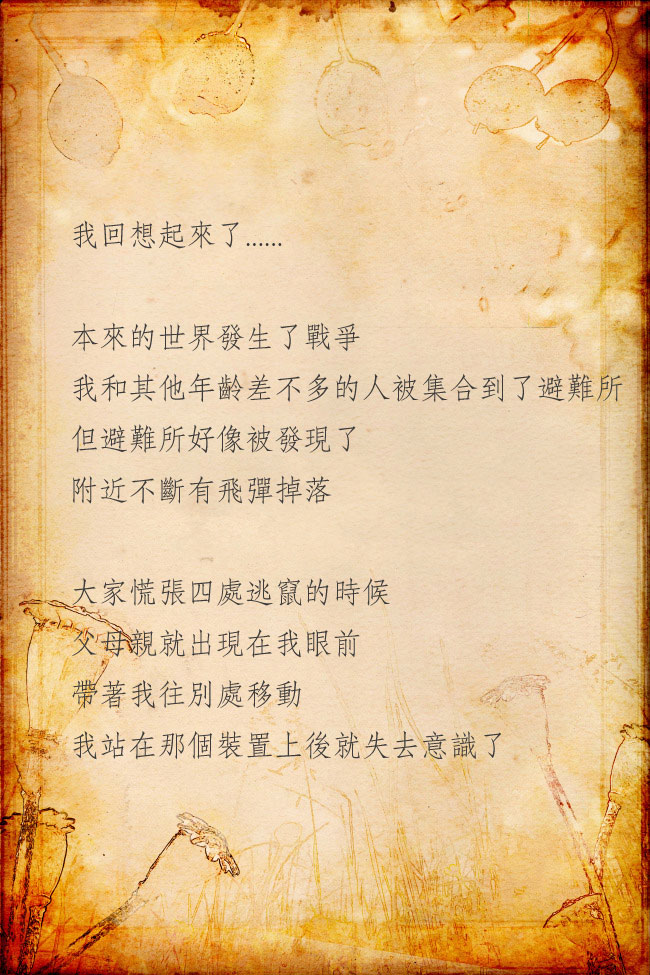 我回想起來了......
本來的世界發生了戰爭
我和其他年齡差不多的人被集合到了避難所
但避難所好像被發現了
附近不斷有飛彈掉落
大家慌張四處逃竄的時候
父母親就出現在我眼前
帶著我往別處移動
我站在那個裝置上後就失去意識了